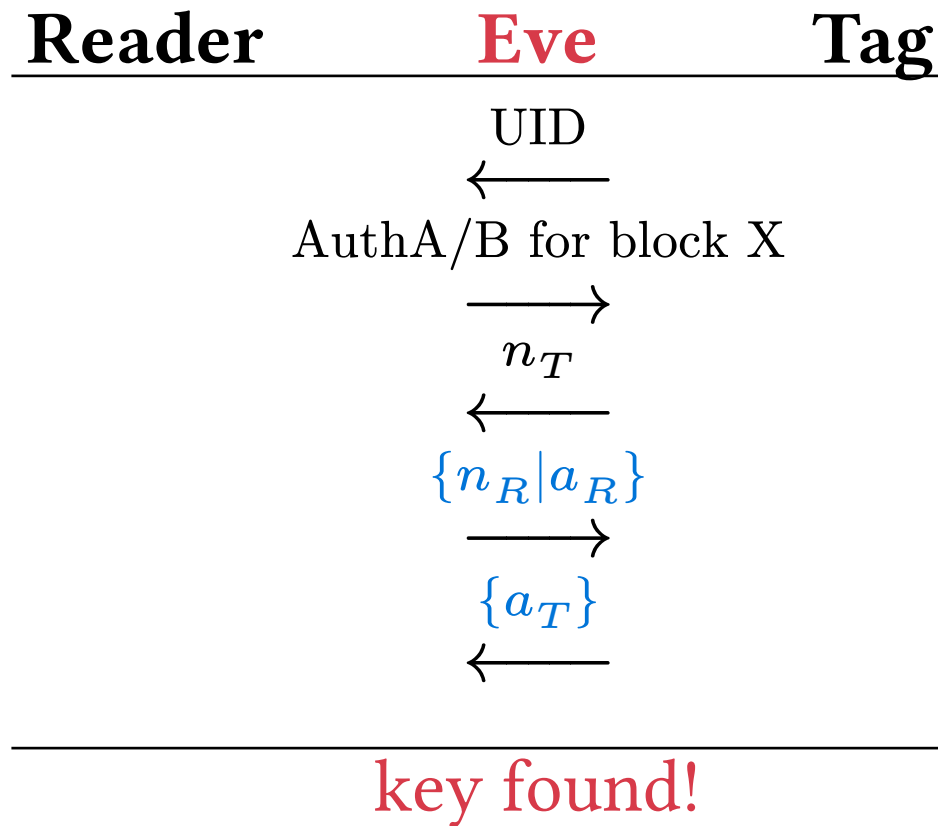 Reader Eve Tag
UID
AuthA/B for block X
n_T
{n_R|a_R}
{a_T}
key found!